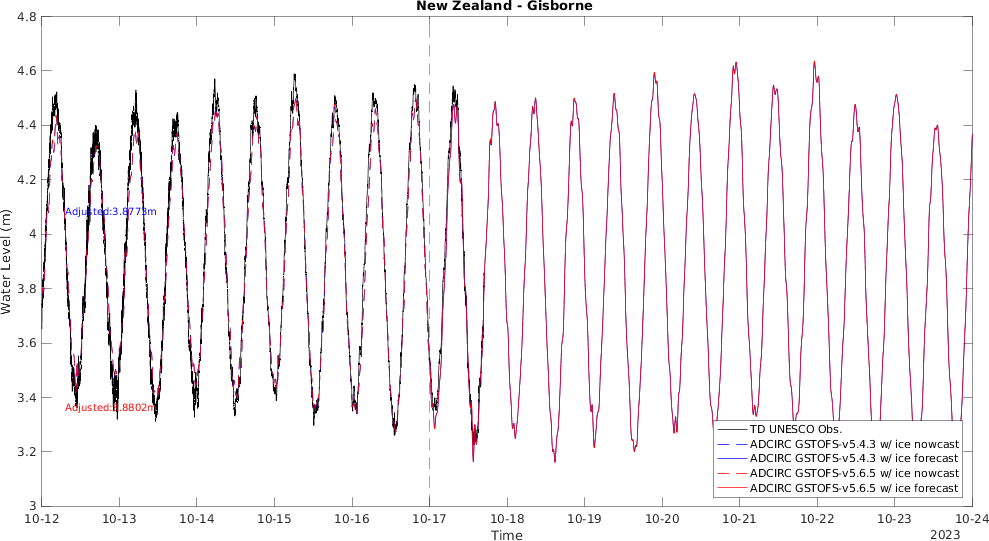 New Zealand - Gisborne
4.8
4.6
4.4
4.2
4
3.8
3.6
3.4
3.2
3
Water Level (m)
Adjusted:3.8773m
Adjusted:3.8802m
TD UNESCO Obs.
ADCIRC GSTOFS-v5.4.3 w/ ice nowcast
ADCIRC GSTOFS-v5.4.3 w/ ice forecast
ADCIRC GSTOFS-v5.6.5 w/ ice nowcast
ADCIRC GSTOFS-v5.6.5 w/ ice forecast
10-12 10-13 10-14 10-15 10-16 10-17 10-18 10-19 10-20 10-21 10-22 10-23 10-24
Time
2023